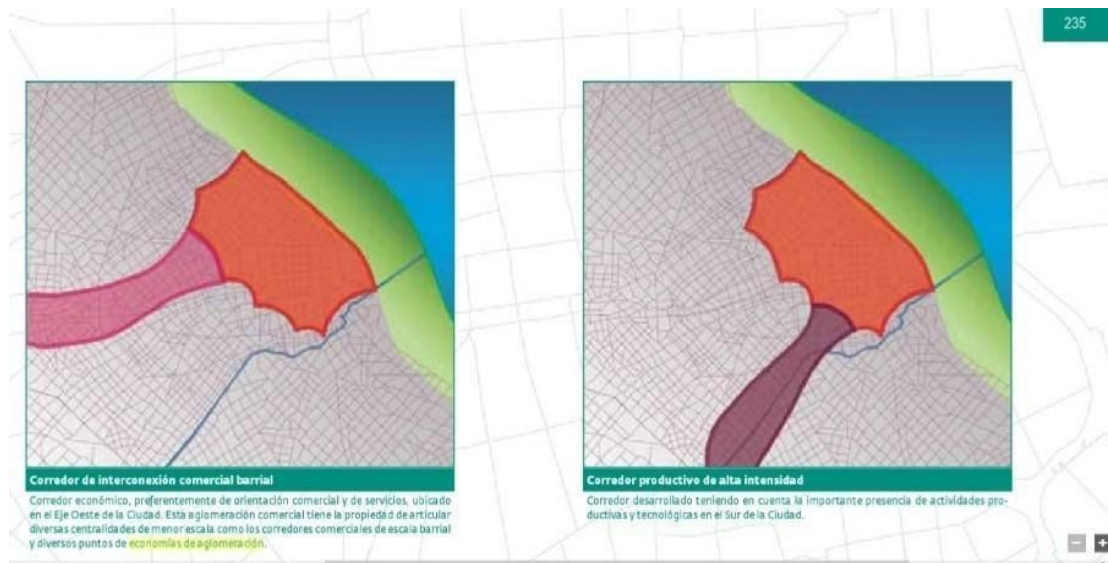 235
Corredor de interconexión comercial barrial
Corredor económico, preferentemente de orientación comercial y de servicios, ubicado
en el Eje Oeste de la Ciudad. Esta aglomeración comercial tiene la propiedad de articular
diversas centralidades de menor escala como los corredores comerciales de escala barrial
y diversos puntos de economías de aglomeración.
Corredor productivo de alta intensidad
Corredor desarrollado teniendo en cuenta la importante presencia de actividades pro-
ductivas y tecnológicas en el Sur de la Ciudad.